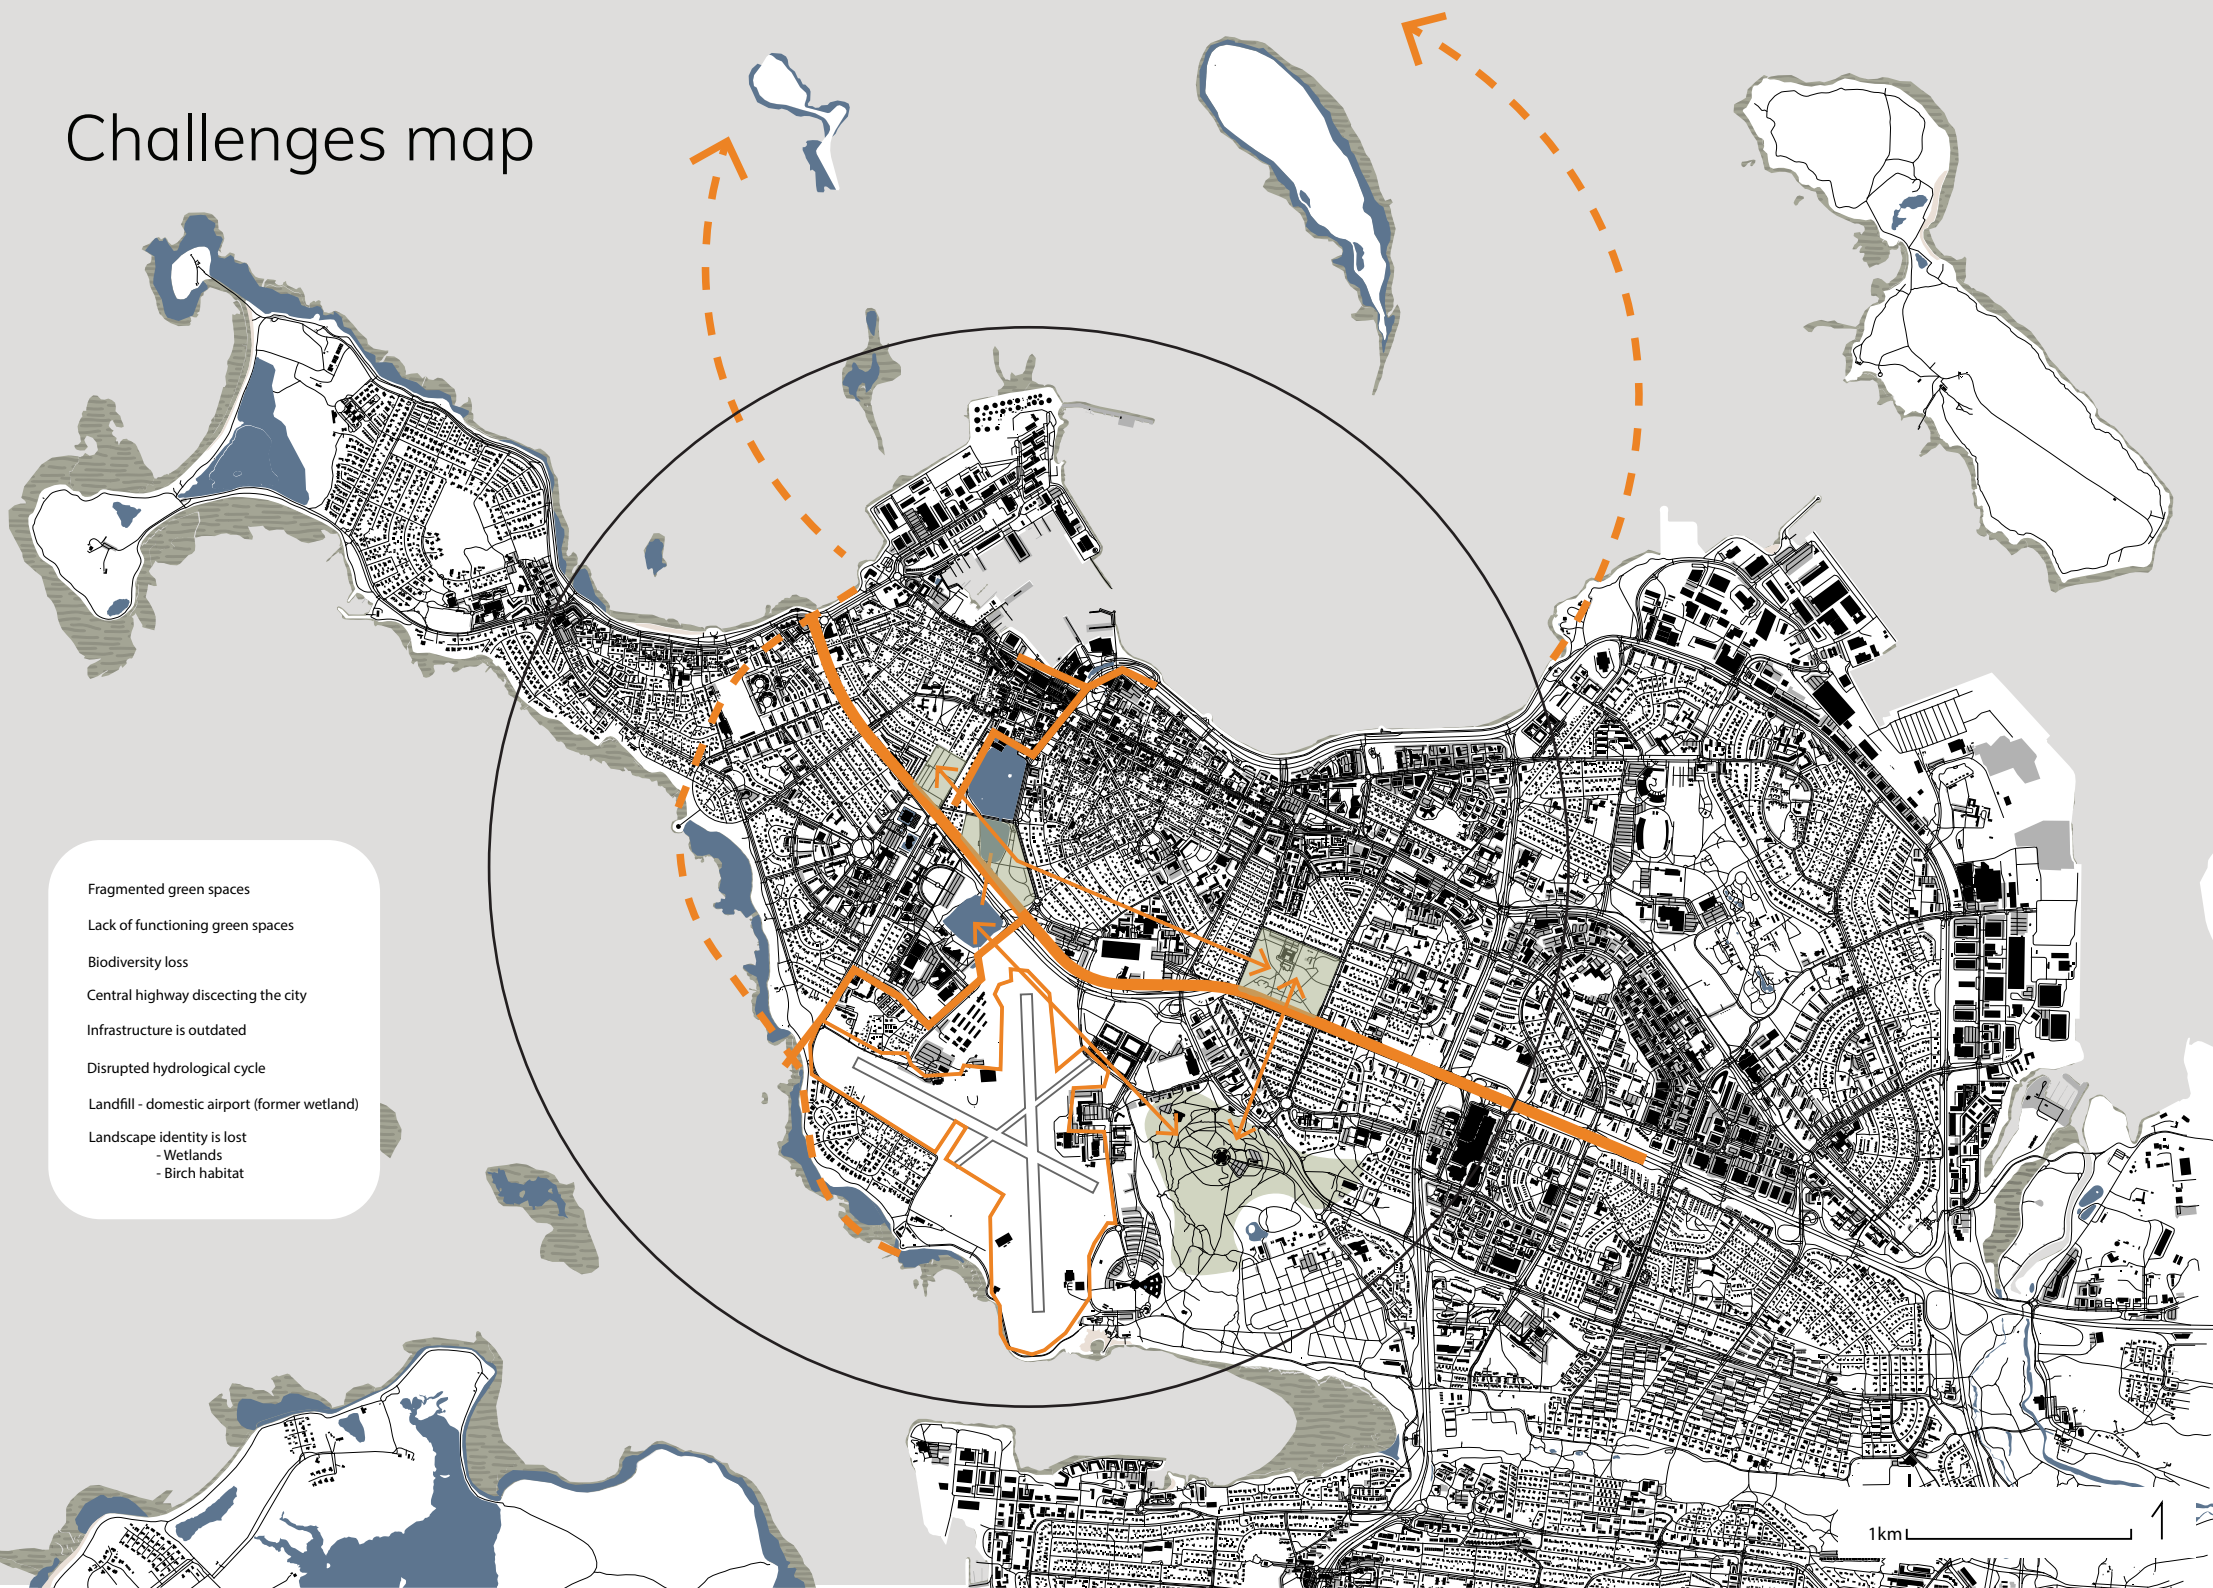 Challenges map
Fragmented green spaces
Lack of functioning green spaces
Biodiversity loss
Central highway discecting the city
Infrastructure is outdated
Disrupted hydrological cycle
Landfill - domestic airport (former wetland)
Landscape identity is lost
- Wetlands
- Birch habitat
1km